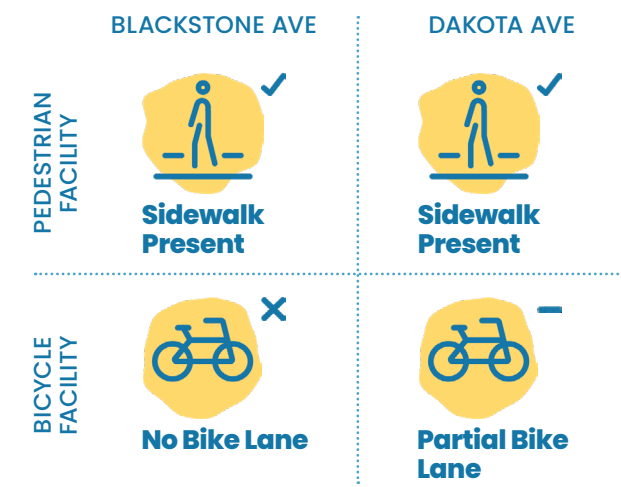 BLACKSTONE AVE
DAKOTA AVE
PEDESTRIAN
FACILITY
Sidewalk
Present
Sidewalk
Present
BICYCLE
FACILITY
No Bike Lane
Partial Bike
Lane